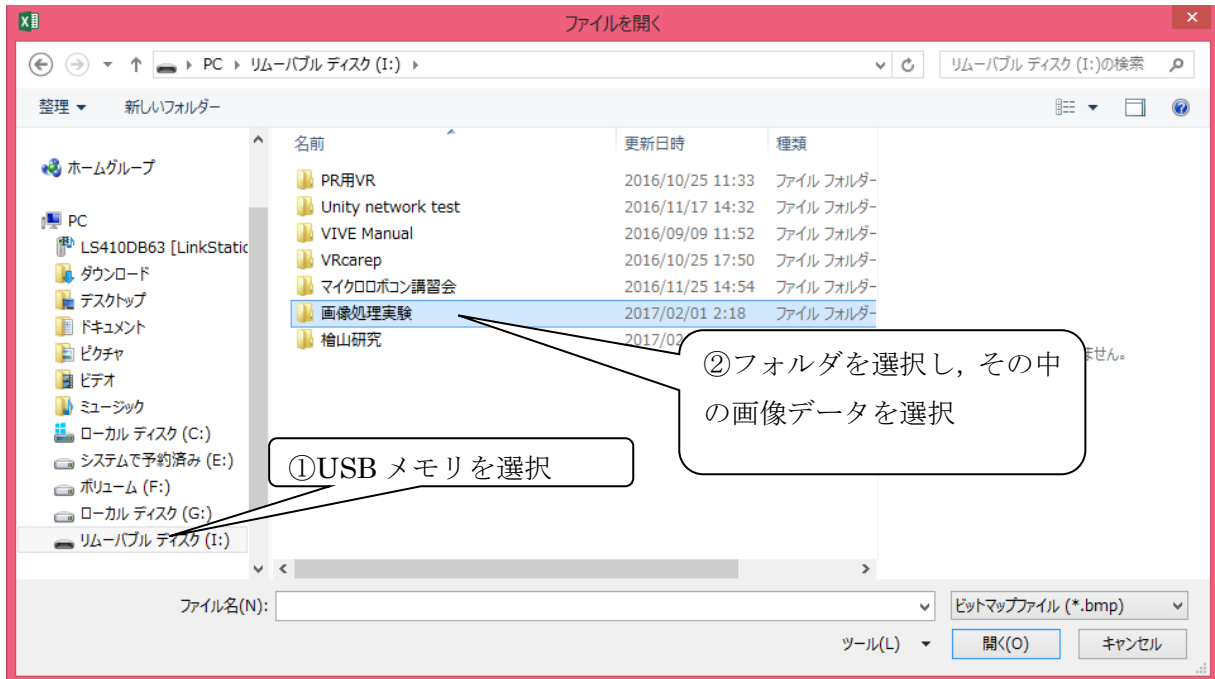 ファイルを開く
PC リムーバブル ディスク (I:)
リムーバブル ディスク (I:)の検索
整理
新しいフォルダー
ホームグループ
PC
LS410DB63 [LinkStatic
ダウンロード
デスクトップ
ドキュメント
ピクチャ
ビデオ
ミュージック
ローカル ディスク (C:)
システムで予約済み (E:)
ボリューム (F:)
ローカル ディスク (G:)
リムーバブル ディスク (I:)
名前 更新日時 種類
PR用VR 2016/10/25 11:33 ファイル フォルダー
Unity network test 2016/11/17 14:32 ファイル フォルダー
VIVE Manual 2016/09/09 11:52 ファイル フォルダー
VRcarep 2016/10/25 17:50 ファイル フォルダー
マイクロロボコン講習会 2016/11/25 14:54 ファイル フォルダー
画像処理実験 2017/02/01 2:18 ファイル フォルダー
檜山研究 2017/02
ません。
②フォルダを選択し, その中
の画像データを選択
①USB メモリを選択
ファイル名(N):
ビットマップファイル (*.bmp)
ツール(L)
開く(O)
キャンセル